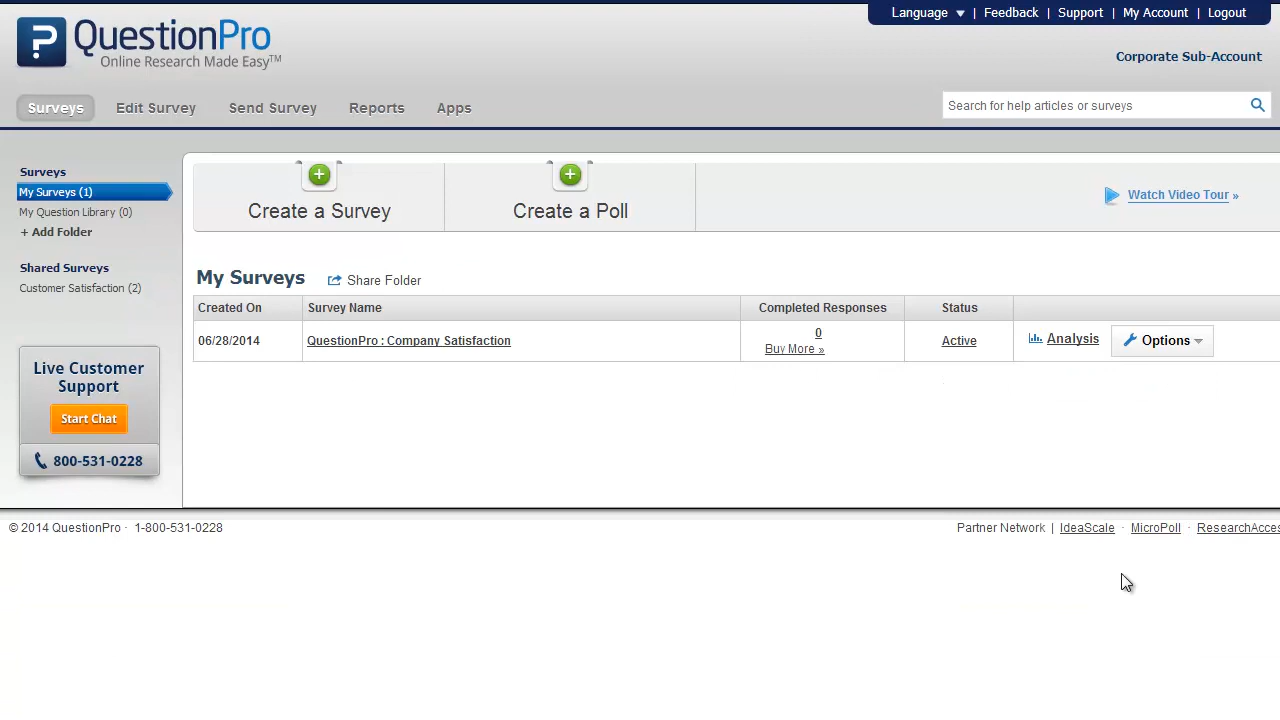 Language | Feedback | Support | My Account | Logout
QuestionPro
Online Research Made Easy™
Corporate Sub-Account
Surveys Edit Survey Send Survey Reports Apps
Search for help articles or surveys
Surveys
My Surveys (1)
My Question Library (0)
+ Add Folder
Shared Surveys
Customer Satisfaction (2)
Live Customer
Support
Start Chat
800-531-0228
Create a Survey
Create a Poll
Watch Video Tour »
My Surveys Share Folder
Created On Survey Name Completed Responses Status
06/28/2014 QuestionPro : Company Satisfaction 0 Active Analysis Options
Buy More »
© 2014 QuestionPro · 1-800-531-0228
Partner Network | IdeaScale · MicroPoll · ResearchAcces